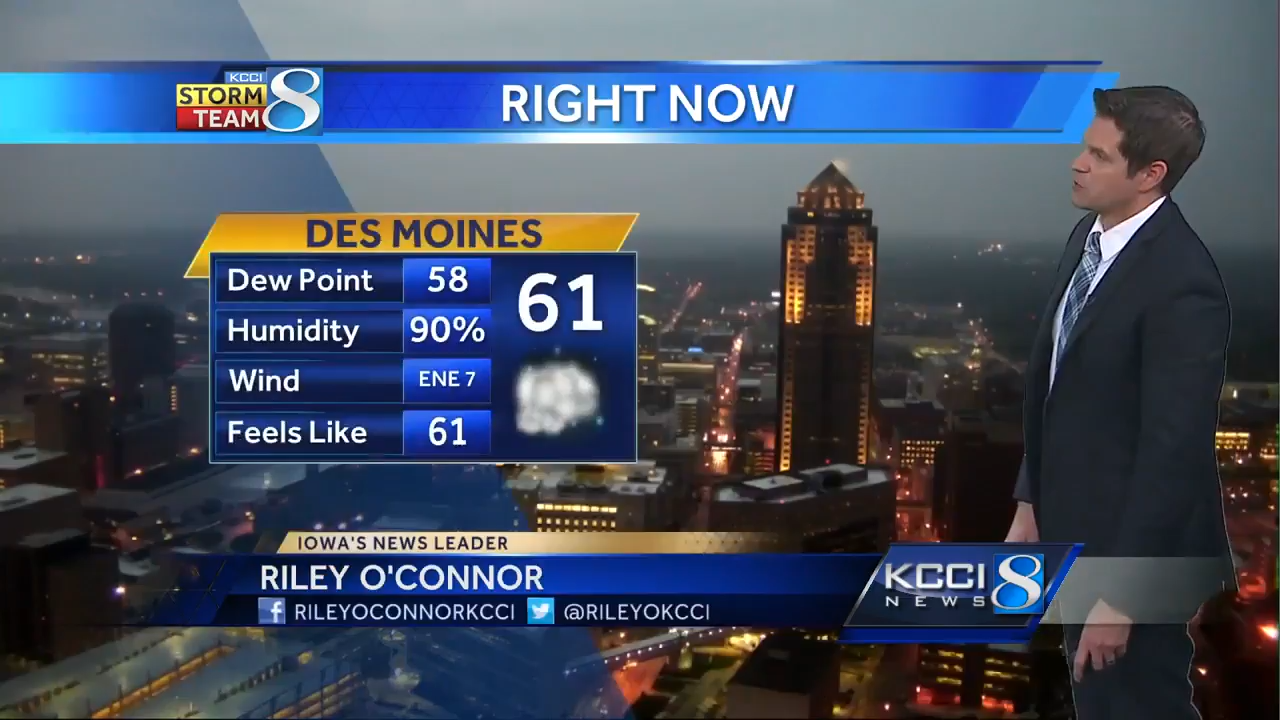 KCCI
STORM
TEAM 8
RIGHT NOW
DES MOINES
Dew Point 58
Humidity 90%
Wind ENE 7
Feels Like 61
61
IOWA'S NEWS LEADER
RILEY O'CONNOR
RILEYOCONNORKCCI @RILEYOKCCI
KCCI 8
NEWS